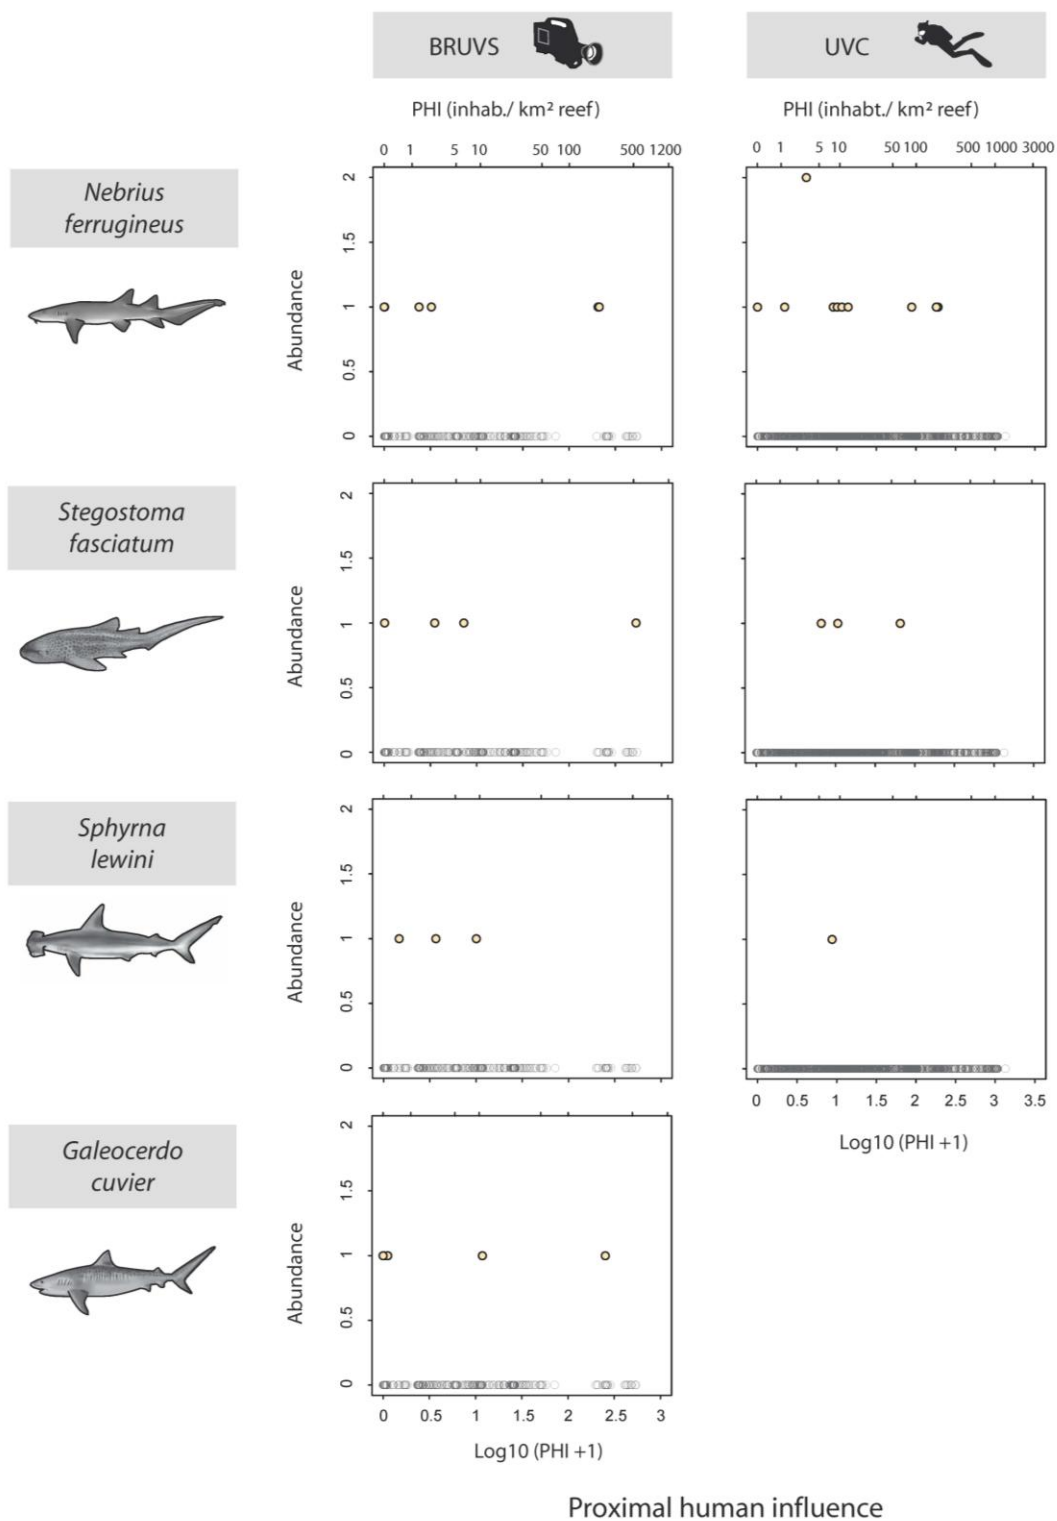 BRUVS
UVC
PHI (inhab./ km² reef)
PHI (inhabt./ km² reef)
0 1 5 10 50 100 500 1200
0 1 5 10 50 100 500 1000 3000
Nebrius
ferrugineus
Abundance
2
1.5
1
0.5
0
Stegostoma
fasciatum
Abundance
2
1.5
1
0.5
0
Sphyrna
lewini
Abundance
2
1.5
1
0.5
0
0 0.5 1 1.5 2 2.5 3 3.5
Log10 (PHI +1)
Galeocerdo
cuvier
Abundance
2
1.5
1
0.5
0
0 0.5 1 1.5 2 2.5 3
Log10 (PHI +1)
Proximal human influence